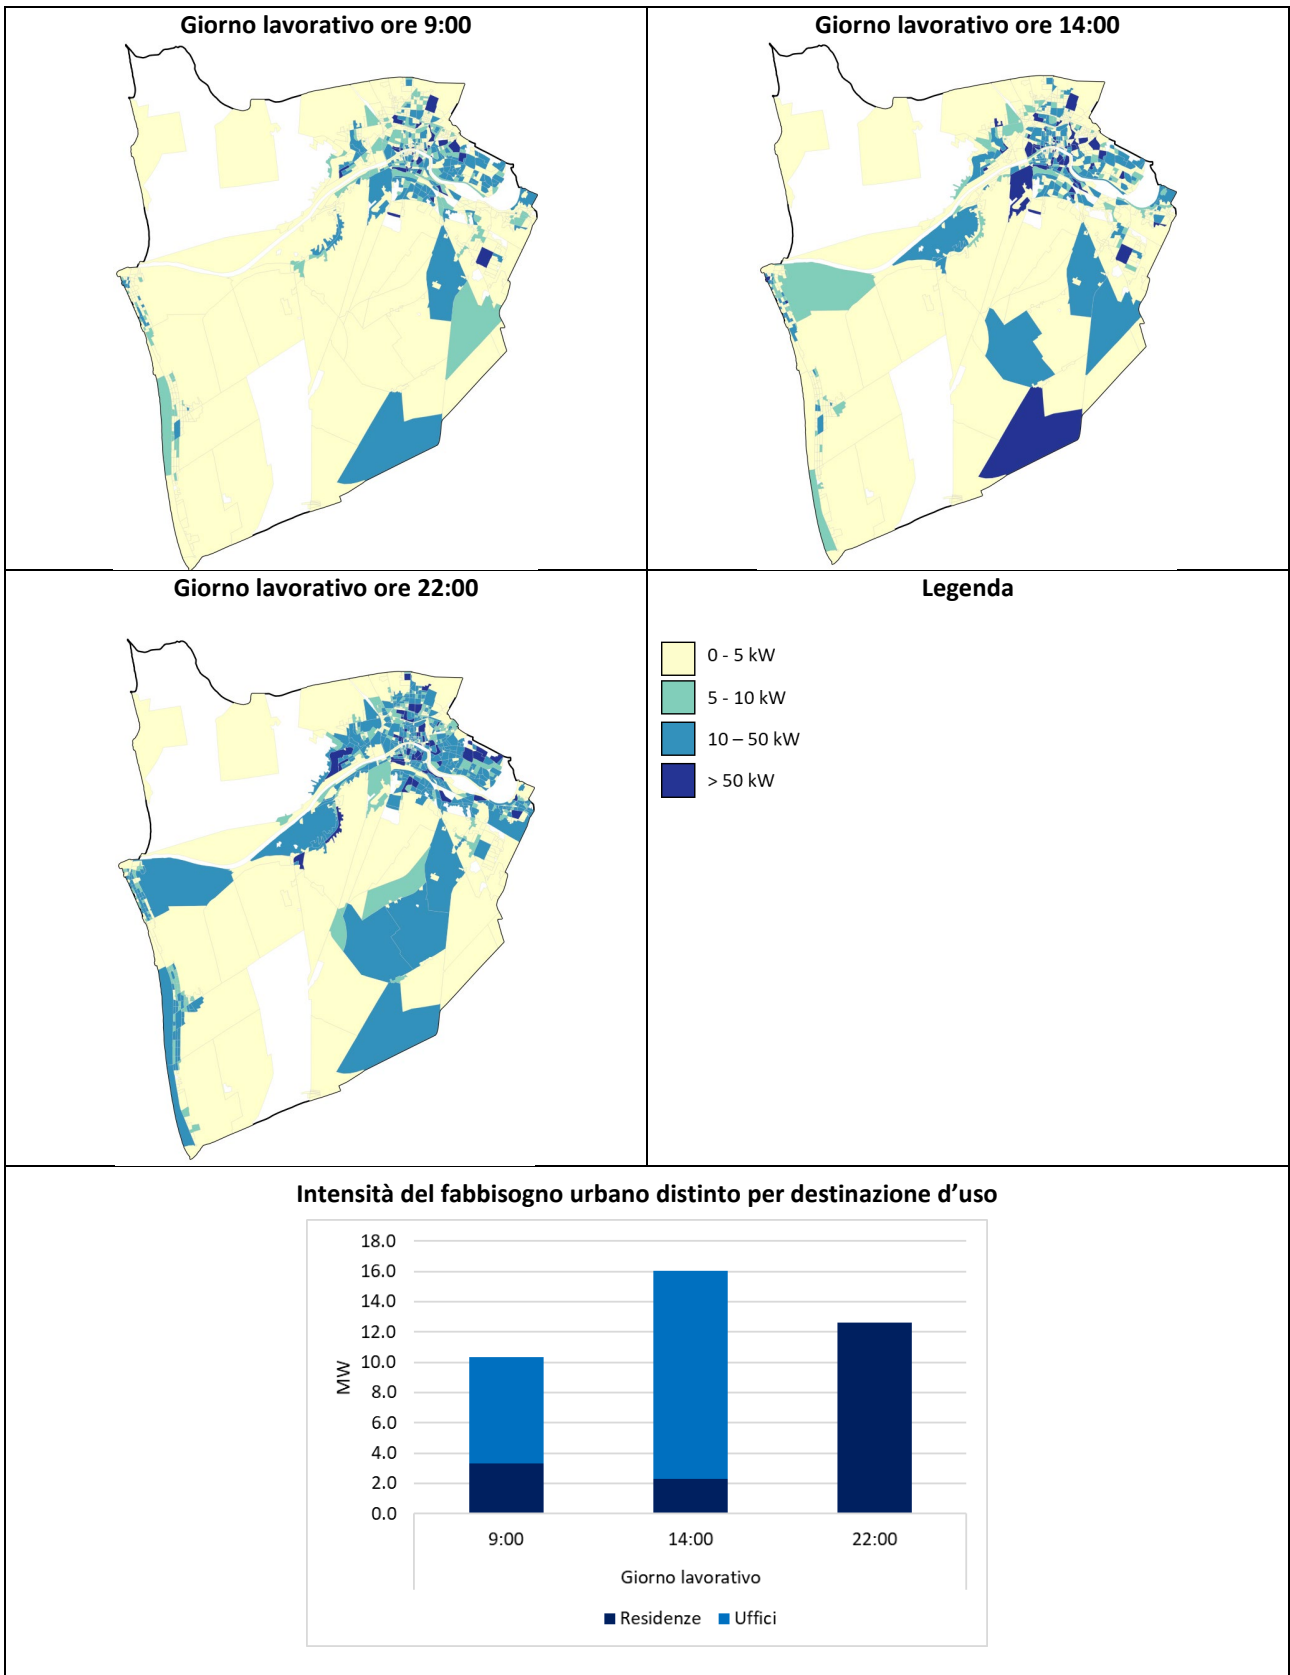 Giorno lavorativo ore 9:00
Giorno lavorativo ore 14:00
Giorno lavorativo ore 22:00
Legenda
0 - 5 kW
5 - 10 kW
10 – 50 kW
> 50 kW
Intensità del fabbisogno urbano distinto per destinazione d’uso
18.0
16.0
14.0
12.0
10.0
8.0
6.0
4.0
2.0
0.0
MW
9:00 14:00 22:00
Giorno lavorativo
Residenze Uffici